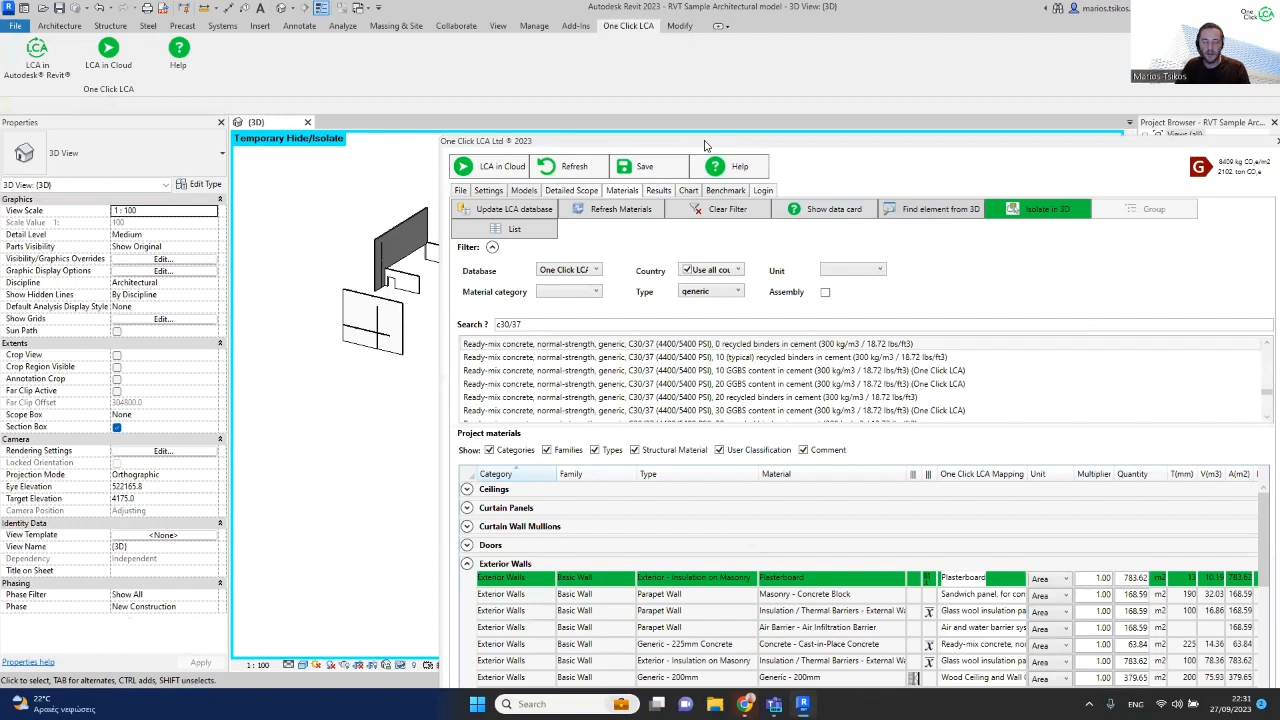 Autodesk Revit 2023 - RVT Sample Architectural model - 3D View: {3D}
marios.tsikos...
File Architecture Structure Steel Precast Systems Insert Annotate Analyze Massing & Site Collaborate View Manage Add-Ins One Click LCA Modify
LCA in
Autodesk® Revit®
LCA in Cloud
Help
One Click LCA
One Click LCA
Marios Tsikos
Properties
{3D}
Project Browser - RVT Sample Arc...
Temporary Hide/Isolate
3D View
3D View: {3D}
Edit Type
Graphics
View Scale 1 : 100
Scale Value 1: 100
Detail Level Medium
Parts Visibility Show Original
Visibility/Graphics Overrides Edit...
Graphic Display Options Edit...
Discipline Architectural
Show Hidden Lines By Discipline
Default Analysis Display Style None
Show Grids Edit...
Sun Path
Extents
Crop View
Crop Region Visible
Annotation Crop
Far Clip Active
Far Clip Offset 304800.0
Scope Box None
Section Box
Camera
Rendering Settings Edit...
Locked Orientation
Projection Mode Orthographic
Eye Elevation 522165.8
Target Elevation 4175.0
Camera Position Adjusting
Identity Data
View Template <None>
View Name {3D}
Dependency Independent
Title on Sheet
Phasing
Phase Filter Show All
Phase New Construction
Properties help
Apply
One Click LCA Ltd ® 2023
LCA in Cloud Refresh Save Help
G
8409 kg CO₂e/m2
2102. ton CO₂e
File Settings Models Detailed Scope Materials Results Chart Benchmark Login
Update LCA database Refresh Materials Clear Filter Show data card Find element from 3D Isolate in 3D Group
List
Filter:
Database One Click LCA Country Use all cou Unit
Material category Type generic Assembly
Search ? c30/37
Ready-mix concrete, normal-strength, generic, C30/37 (4400/5400 PSI), 0 recycled binders in cement (300 kg/m3 / 18.72 lbs/ft3)
Ready-mix concrete, normal-strength, generic, C30/37 (4400/5400 PSI), 10 (typical) recycled binders in cement (300 kg/m3 / 18.72 lbs/ft3)
Ready-mix concrete, normal-strength, generic, C30/37 (4400/5400 PSI), 10 GGBS content in cement (300 kg/m3 / 18.72 lbs/ft3) (One Click LCA)
Ready-mix concrete, normal-strength, generic, C30/37 (4400/5400 PSI), 20 GGBS content in cement (300 kg/m3 / 18.72 lbs/ft3) (One Click LCA)
Ready-mix concrete, normal-strength, generic, C30/37 (4400/5400 PSI), 20 recycled binders in cement (300 kg/m3 / 18.72 lbs/ft3)
Ready-mix concrete, normal-strength, generic, C30/37 (4400/5400 PSI), 30 GGBS content in cement (300 kg/m3 / 18.72 lbs/ft3) (One Click LCA)
Project materials
Show: Categories Families Types Structural Material User Classification Comment
Category Family Type Material One Click LCA Mapping Unit Multiplier Quantity T(mm) V(m3) A(m2)
Ceilings
Curtain Panels
Curtain Wall Mullions
Doors
Exterior Walls
Exterior Walls Basic Wall Exterior - Insulation on Masonry Plasterboard Plasterboard Area 1.00 783.62 m2 13 10.19 783.62
Exterior Walls Basic Wall Parapet Wall Masonry - Concrete Block Sandwich panel, for con Area 1.00 168.59 m2 190 32.03 168.59
Exterior Walls Basic Wall Parapet Wall Insulation / Thermal Barriers - External Wa Glass wool insulation pa Area 1.00 168.59 m2 100 16.86 168.59
Exterior Walls Basic Wall Parapet Wall Air Barrier - Air Infiltration Barrier Air and water barrier sys Area 1.00 168.59 m2 168.59
Exterior Walls Basic Wall Generic - 225mm Concrete Concrete - Cast-in-Place Concrete Ready-mix concrete, nor Area 1.00 63.84 m2 225 14.36 63.84
Exterior Walls Basic Wall Exterior - Insulation on Masonry Insulation / Thermal Barriers - External Wa Glass wool insulation pa Area 1.00 783.62 m2 100 78.36 783.62
Exterior Walls Basic Wall Generic - 200mm Generic - 200mm Wood Ceiling and Wall Area 1.00 379.65 m2 200 75.93 379.65
1 : 100
Click to select, TAB for alternates, CTRL adds, SHIFT unselects.
22°C
Αραιές νεφώσεις
Search
ENG
22:31
27/09/2023